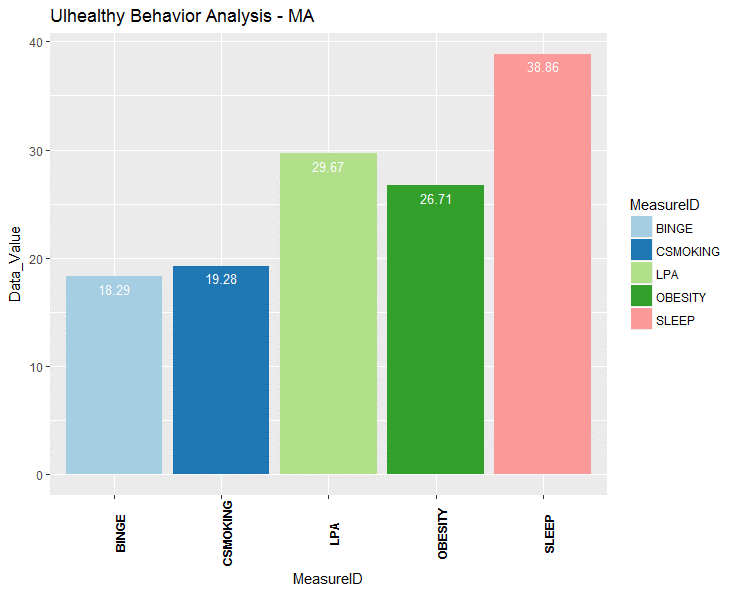 Ulhealthy Behavior Analysis - MA
Data_Value
40
30
20
10
0
18.29
19.28
29.67
26.71
38.86
BINGE
CSMOKING
LPA
OBESITY
SLEEP
MeasureID
MeasureID
BINGE
CSMOKING
LPA
OBESITY
SLEEP